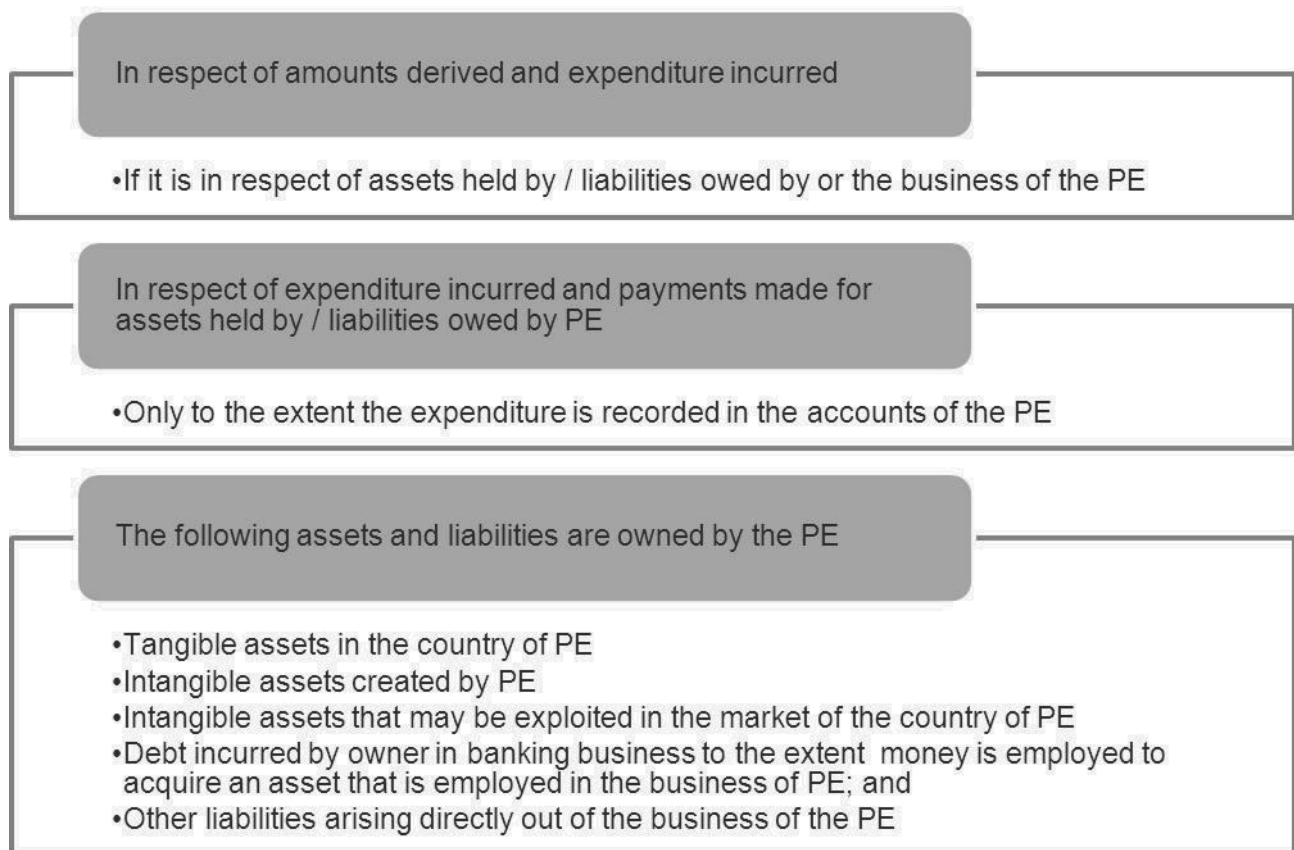 In respect of amounts derived and expenditure incurred
•If it is in respect of assets held by / liabilities owed by or the business of the PE
In respect of expenditure incurred and payments made for
assets held by / liabilities owed by PE
•Only to the extent the expenditure is recorded in the accounts of the PE
The following assets and liabilities are owned by the PE
•Tangible assets in the country of PE
•Intangible assets created by PE
•Intangible assets that may be exploited in the market of the country of PE
•Debt incurred by owner in banking business to the extent money is employed to
acquire an asset that is employed in the business of PE; and
•Other liabilities arising directly out of the business of the PE